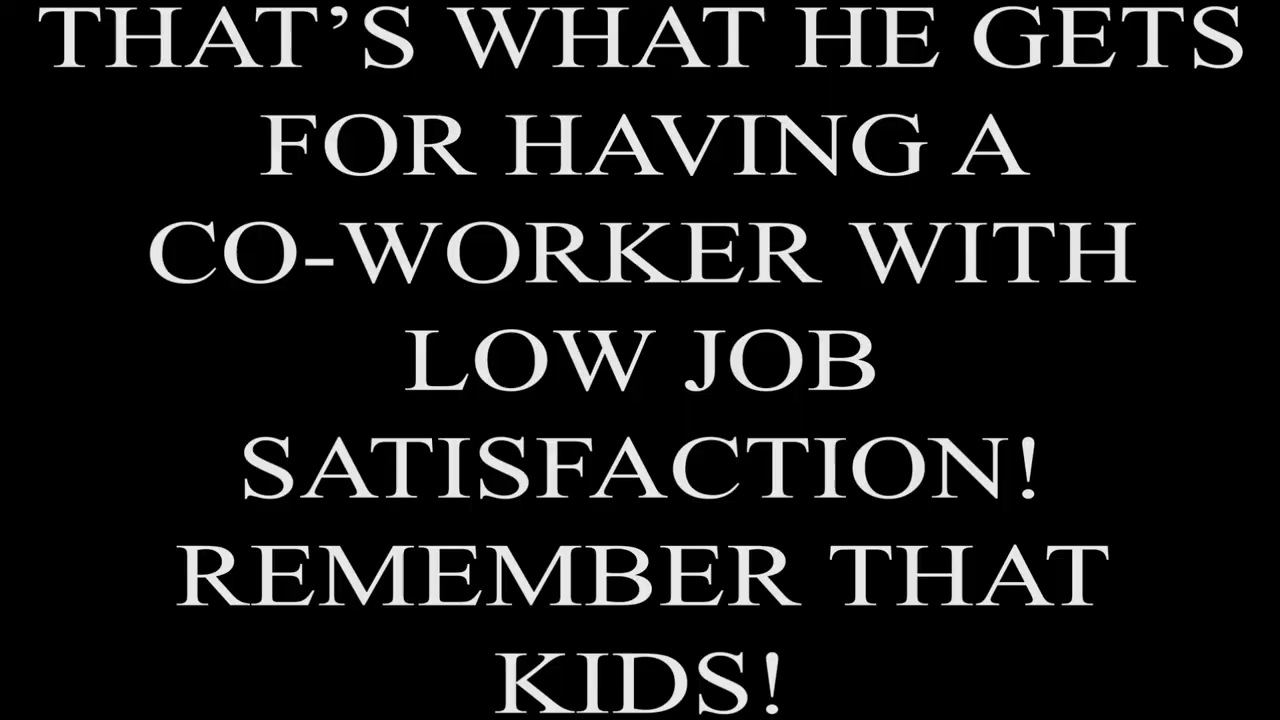 THAT’S WHAT HE GETS
FOR HAVING A
CO-WORKER WITH
LOW JOB
SATISFACTION!
REMEMBER THAT
KIDS!